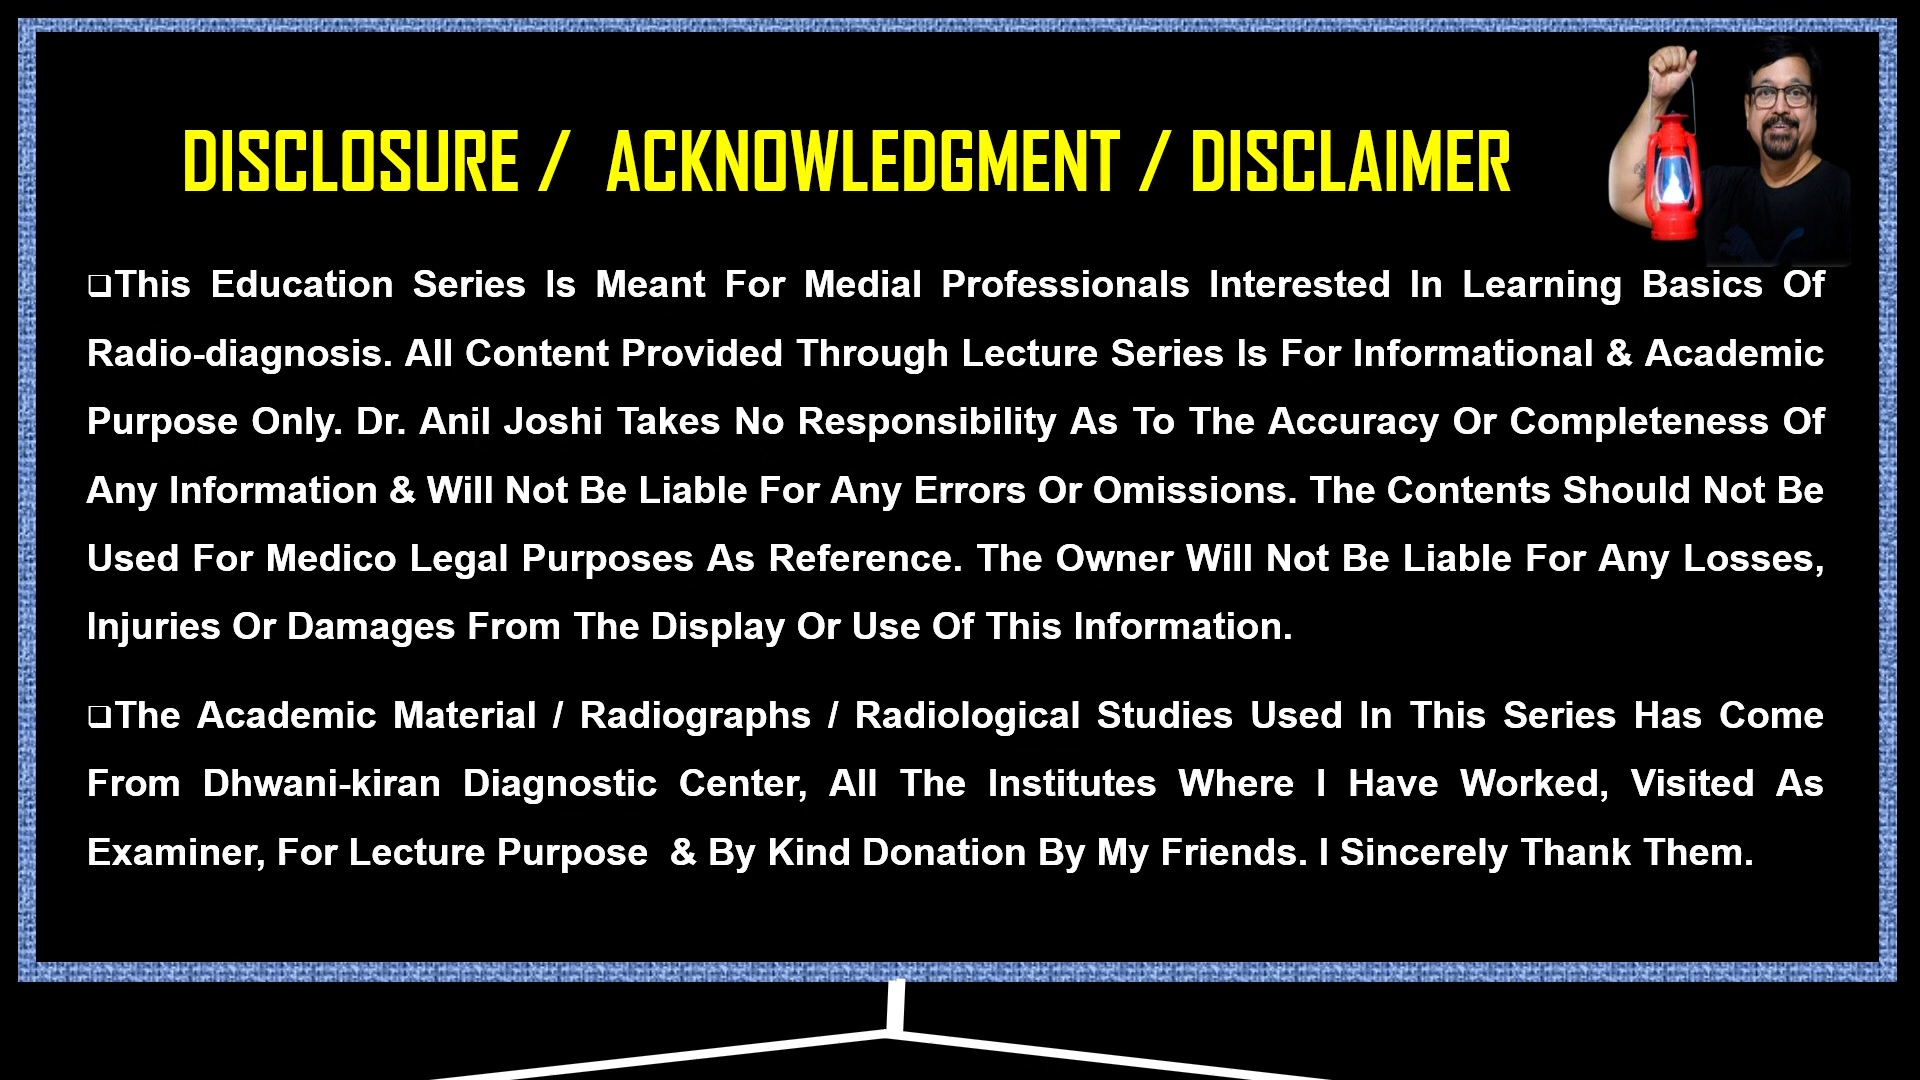 DISCLOSURE / ACKNOWLEDGMENT / DISCLAIMER
❑This Education Series Is Meant For Medial Professionals Interested In Learning Basics Of
Radio-diagnosis. All Content Provided Through Lecture Series Is For Informational & Academic
Purpose Only. Dr. Anil Joshi Takes No Responsibility As To The Accuracy Or Completeness Of
Any Information & Will Not Be Liable For Any Errors Or Omissions. The Contents Should Not Be
Used For Medico Legal Purposes As Reference. The Owner Will Not Be Liable For Any Losses,
Injuries Or Damages From The Display Or Use Of This Information.
❑The Academic Material / Radiographs / Radiological Studies Used In This Series Has Come
From Dhwani-kiran Diagnostic Center, All The Institutes Where I Have Worked, Visited As
Examiner, For Lecture Purpose & By Kind Donation By My Friends. I Sincerely Thank Them.